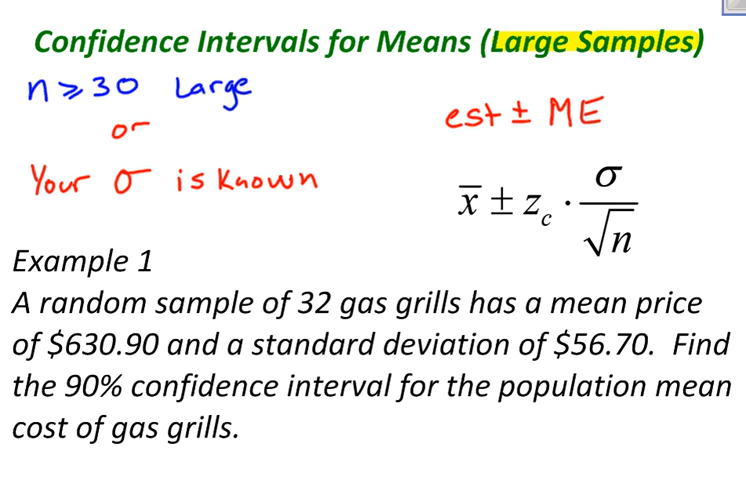 Confidence Intervals for Means (Large Samples)
n ≥ 30 Large
or
Your σ is Known
est ± ME
x̄ ± z_c · σ/√n
Example 1
A random sample of 32 gas grills has a mean price
of $630.90 and a standard deviation of $56.70. Find
the 90% confidence interval for the population mean
cost of gas grills.